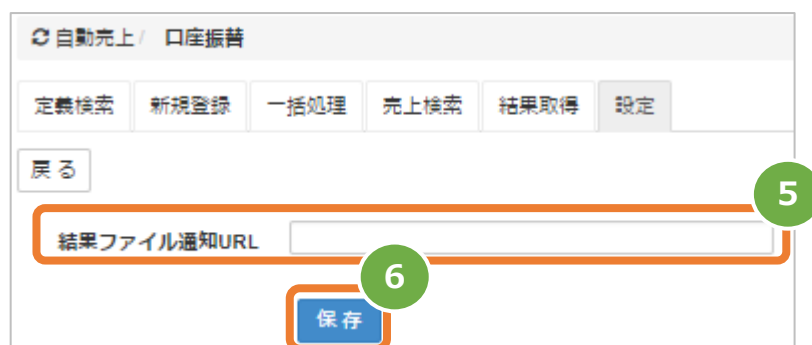 自動売上/ 口座振替
定義検索 新規登録 一括処理 売上検索 結果取得 設定
戻る
5
結果ファイル通知URL
6
保存